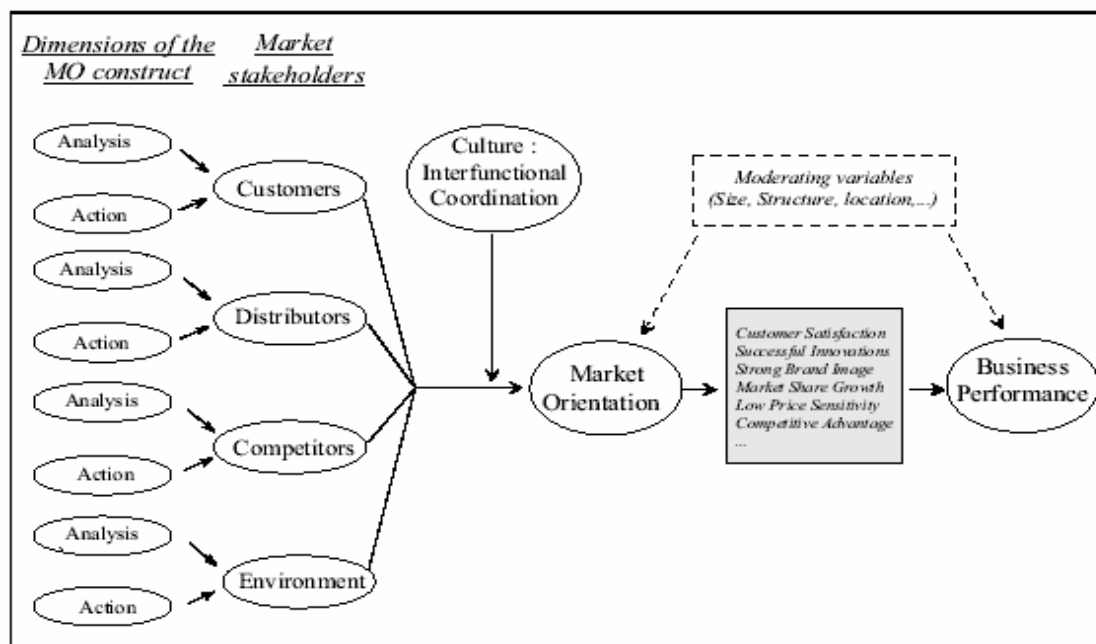 Dimensions of the
MO construct
Market
stakeholders
Analysis
Action
Customers
Analysis
Action
Distributors
Analysis
Action
Competitors
Analysis
Action
Environment
Culture :
Interfunctional
Coordination
Market
Orientation
Moderating variables
(Size, Structure, location,...)
Customer Satisfaction
Successful Innovations
Strong Brand Image
Market Share Growth
Low Price Sensitivity
Competitive Advantage
...
Business
Performance